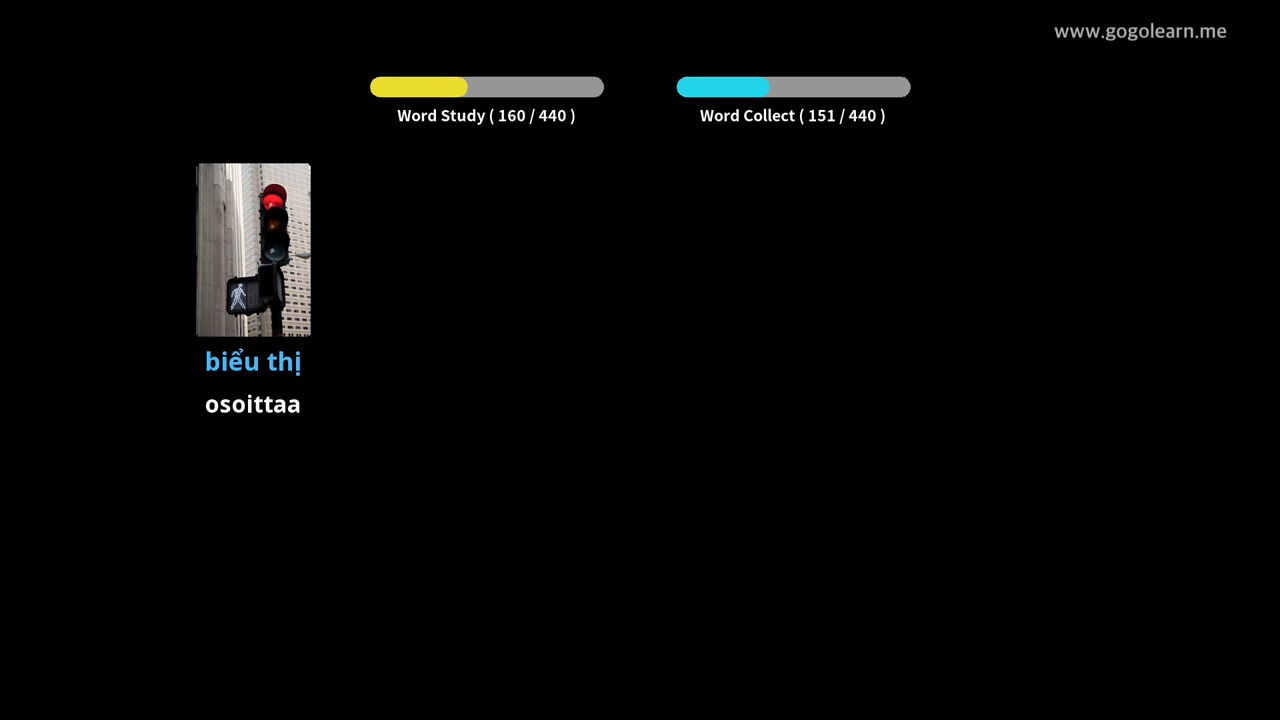 www.gogolearn.me
Word Study ( 160 / 440 )
Word Collect ( 151 / 440 )
biểu thị
osoittaa